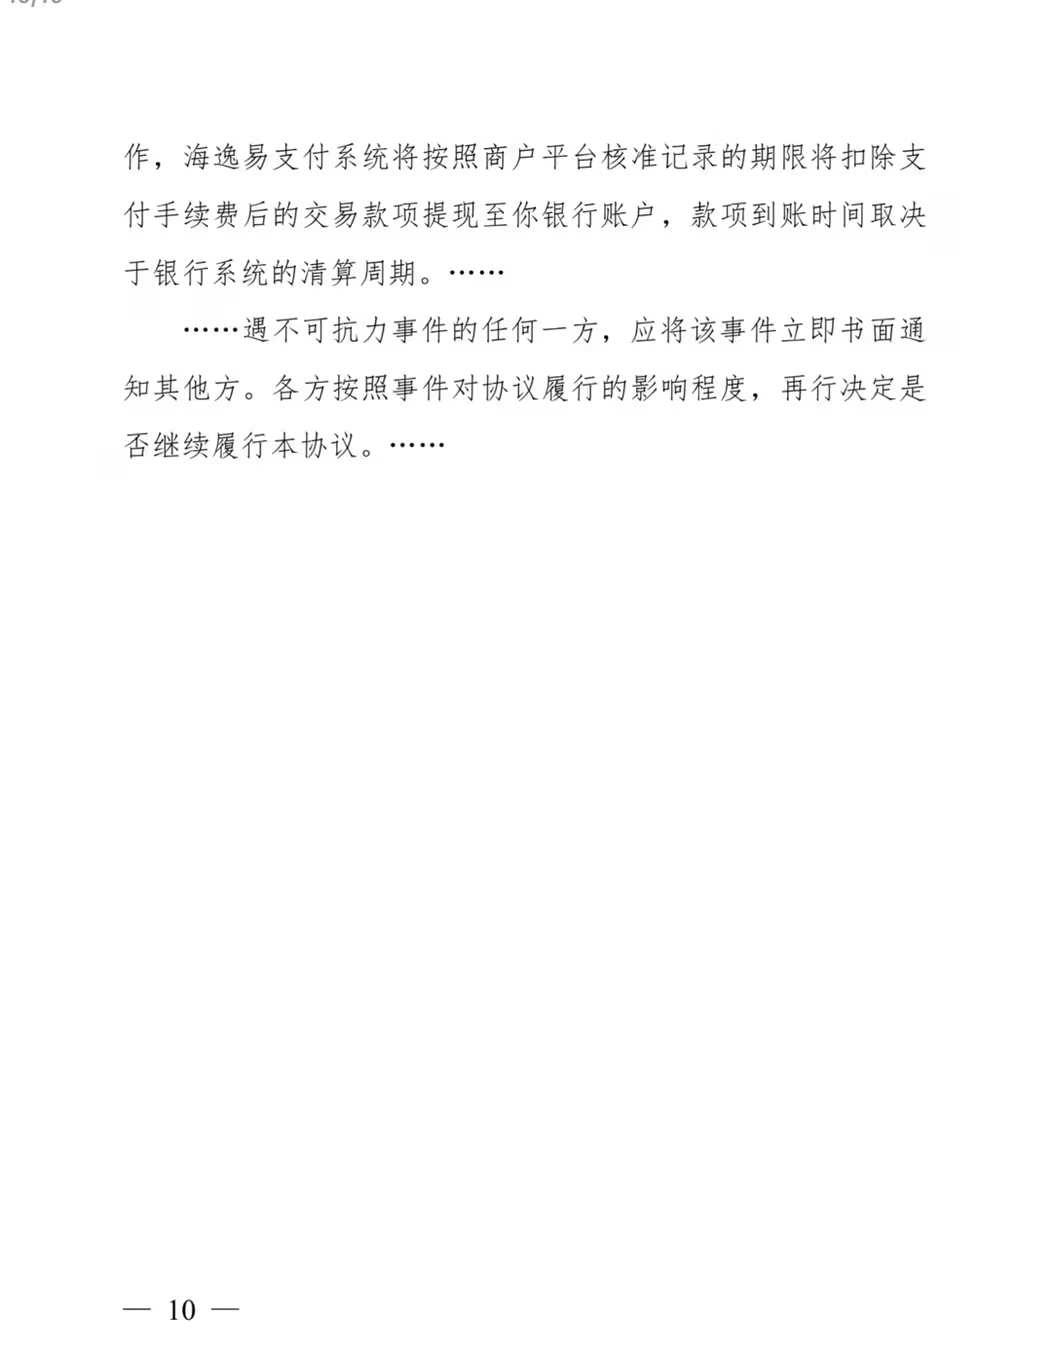 作，海逸易支付系统将按照商户平台核准记录的期限将扣除支
付手续费后的交易款项提现至你银行账户，款项到账时间取决
于银行系统的清算周期。……
……遇不可抗力事件的任何一方，应将该事件立即书面通
知其他方。各方按照事件对协议履行的影响程度，再行决定是
否继续履行本协议。……
— 10 —